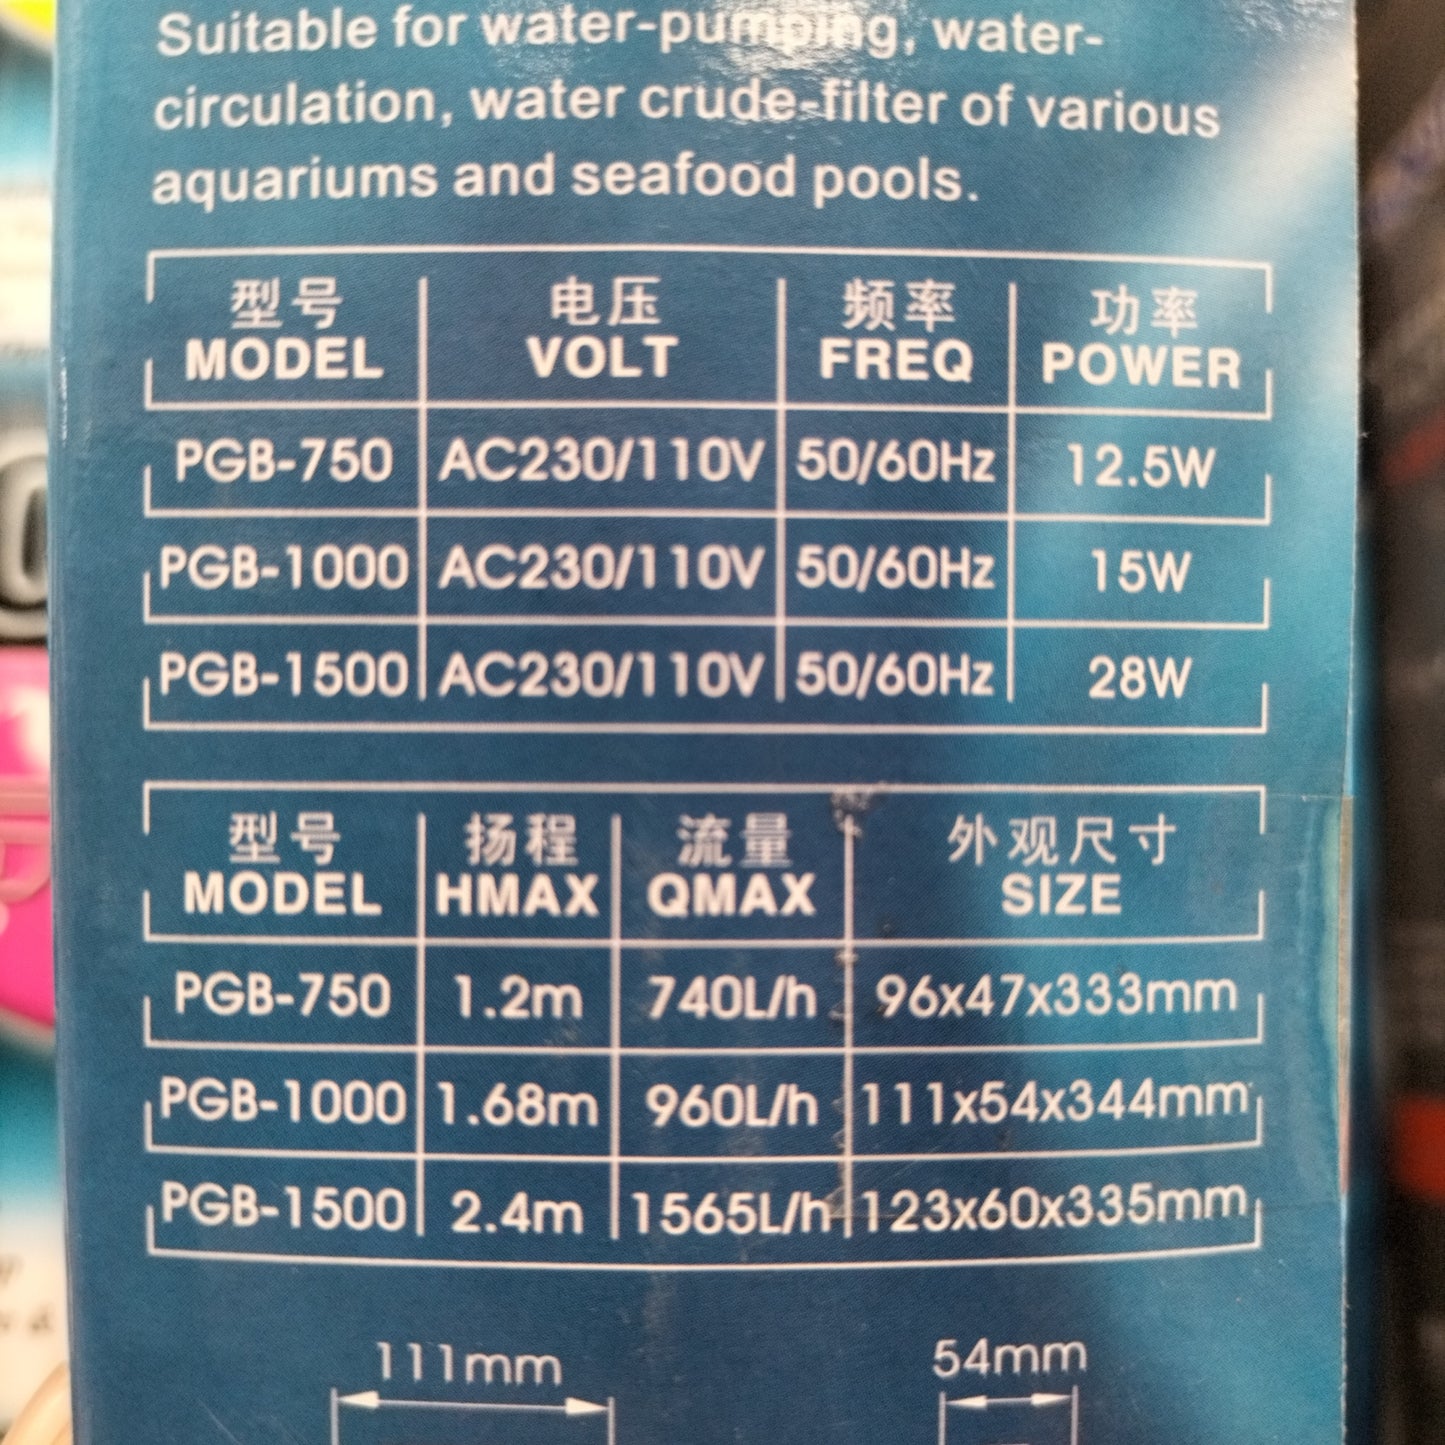 Suitable for water-pumping, water-
circulation, water crude-filter of various
aquariums and seafood pools.
型号 电压 频率 功率
MODEL VOLT FREQ POWER
PGB-750 AC230/110V 50/60Hz 12.5W
PGB-1000 AC230/110V 50/60Hz 15W
PGB-1500 AC230/110V 50/60Hz 28W
型号 扬程 流量 外观尺寸
MODEL HMAX QMAX SIZE
PGB-750 1.2m 740L/h 96x47x333mm
PGB-1000 1.68m 960L/h 111x54x344mm
PGB-1500 2.4m 1565L/h 123x60x335mm
111mm 54mm